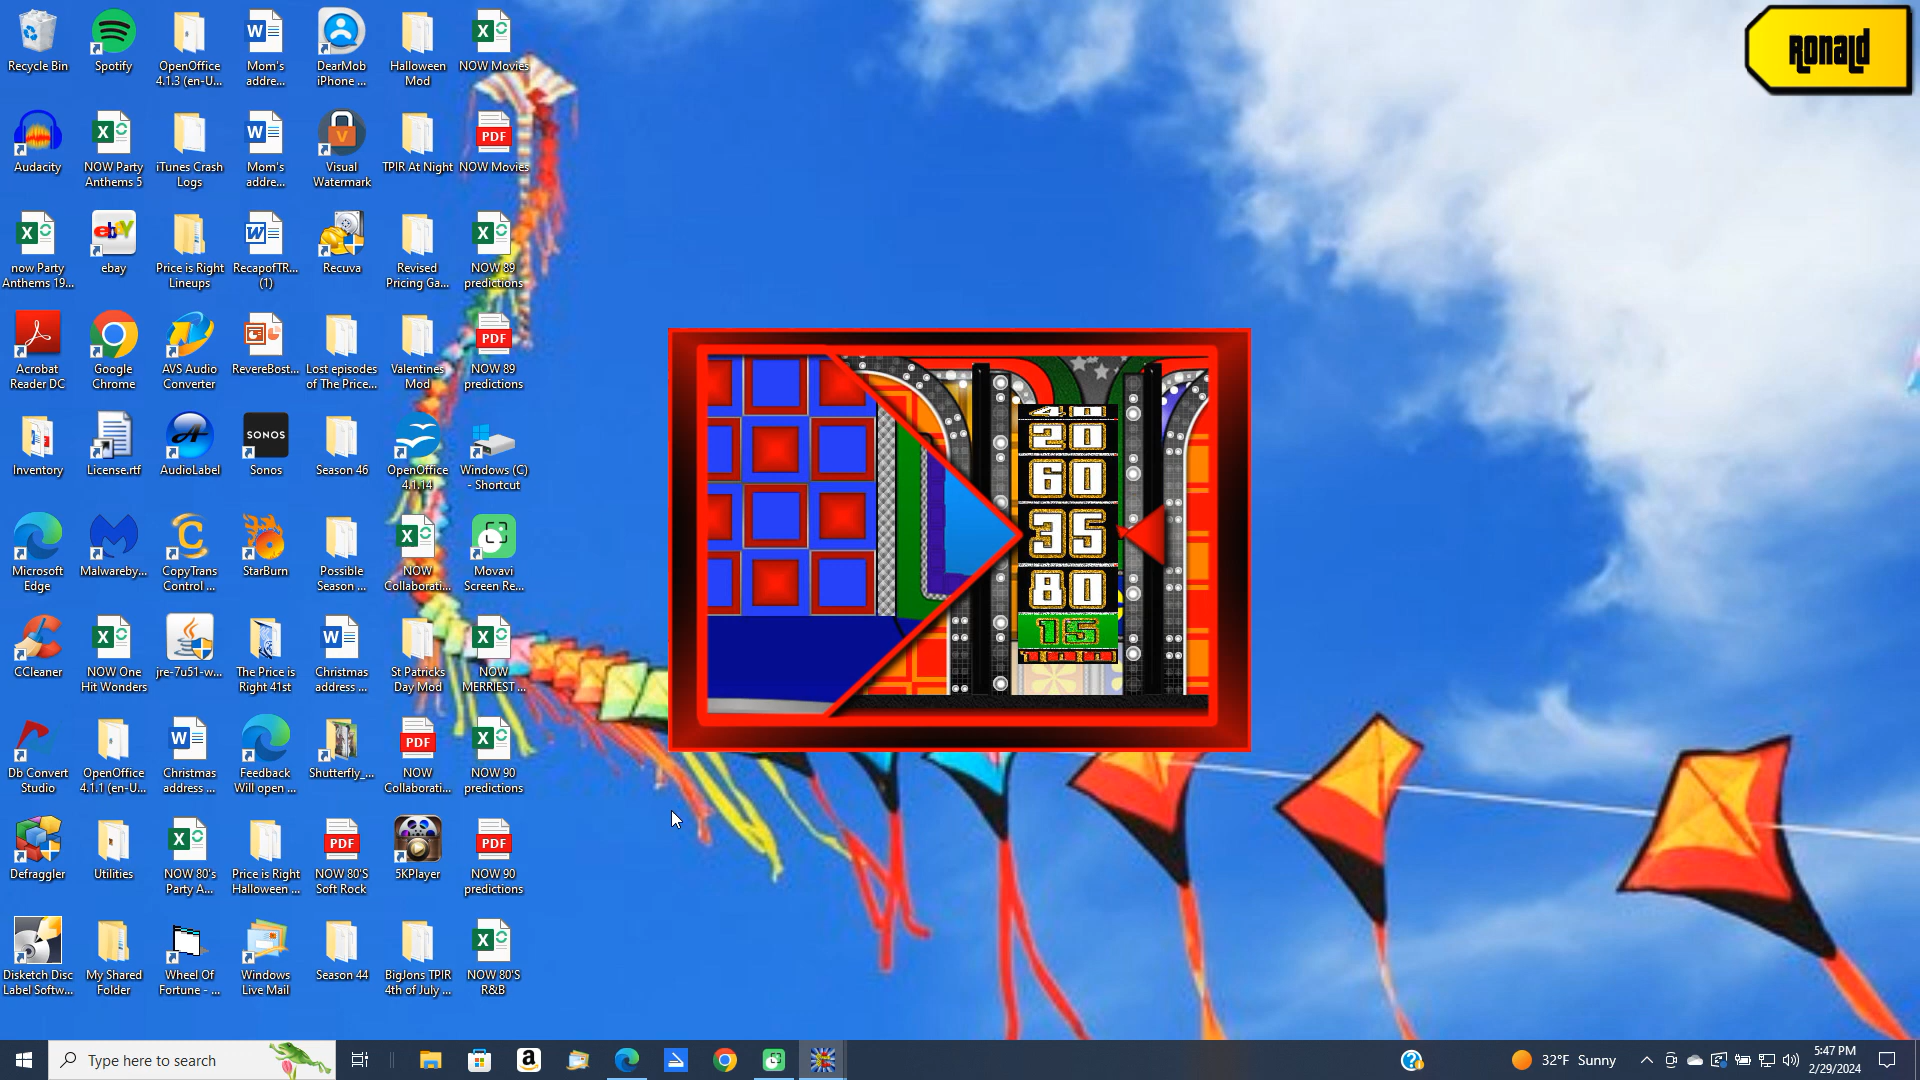 Recycle Bin
Spotify
OpenOffice
4.1.3 (en-U...
Mom's
addre...
DearMob
iPhone ...
Halloween
Mod
NOW Movies
Ronald
Audacity
NOW Party
Anthems 5
iTunes Crash
Logs
Mom's
addre...
Visual
Watermark
TPIR At Night
PDF
NOW Movies
now Party
Anthems 19...
ebay
ebay
Price is Right
Lineups
RecapofTR...
(1)
Recuva
Revised
Pricing Ga...
NOW 89
predictions
Acrobat
Reader DC
Google
Chrome
AVS Audio
Converter
RevereBost...
Lost episodes
of The Price...
Valentines
Mod
PDF
NOW 89
predictions
Inventory
License.rtf
AudioLabel
SONOS
Sonos
Season 46
OpenOffice
4.1.14
Windows (C)
- Shortcut
40
20
60
35
80
15
Microsoft
Edge
Malwareby...
CopyTrans
Control ...
StarBurn
Possible
Season ...
NOW
Collaborati...
Movavi
Screen Re...
CCleaner
NOW One
Hit Wonders
jre-7u51-w...
The Price is
Right 41st
Christmas
address ...
St Patricks
Day Mod
NOW
MERRIEST ...
Db Convert
Studio
OpenOffice
4.1.1 (en-U...
Christmas
address ...
Feedback
Will open ...
Shutterfly_...
PDF
NOW
Collaborati...
NOW 90
predictions
Defraggler
Utilities
NOW 80's
Party A...
Price is Right
Halloween ...
PDF
NOW 80'S
Soft Rock
5KPlayer
PDF
NOW 90
predictions
Disketch Disc
Label Softw...
My Shared
Folder
Wheel Of
Fortune - ...
Windows
Live Mail
Season 44
BigJons TPIR
4th of July ...
NOW 80'S
R&B
Type here to search
32°F Sunny
5:47 PM
2/29/2024